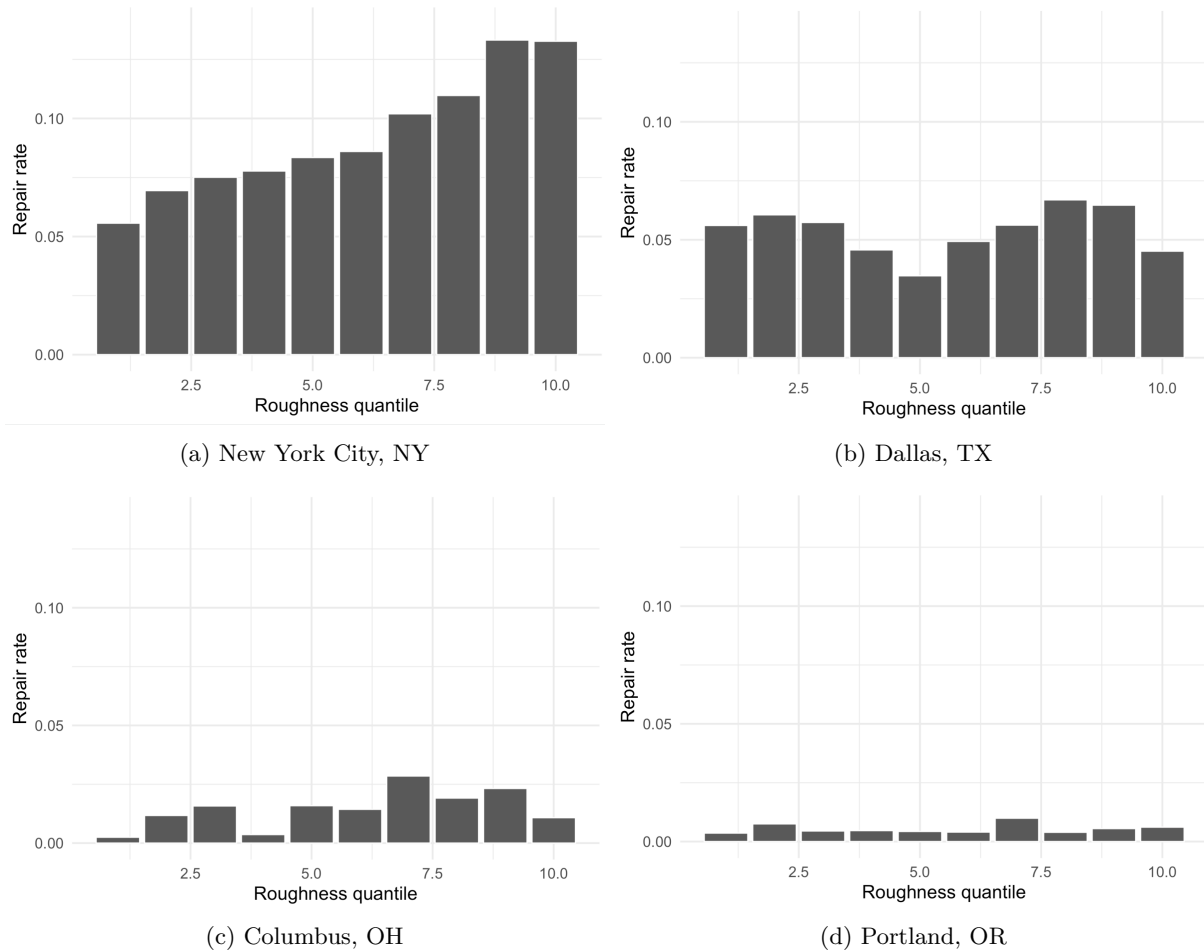 Repair rate
0.10
0.05
0.00
2.5 5.0 7.5 10.0
Roughness quantile
(a) New York City, NY
Repair rate
0.10
0.05
0.00
2.5 5.0 7.5 10.0
Roughness quantile
(b) Dallas, TX
Repair rate
0.10
0.05
0.00
2.5 5.0 7.5 10.0
Roughness quantile
(c) Columbus, OH
Repair rate
0.10
0.05
0.00
2.5 5.0 7.5 10.0
Roughness quantile
(d) Portland, OR